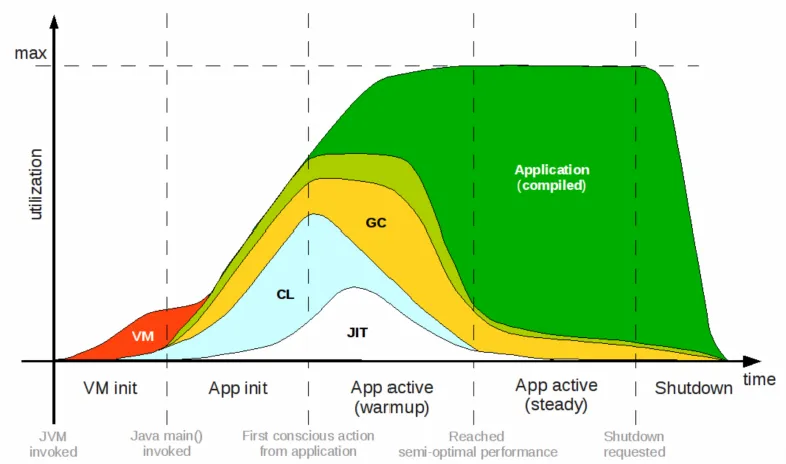 max
utilization
Application
(compiled)
GC
CL
VM
JIT
time
VM init
App init
App active
(warmup)
App active
(steady)
Shutdown
JVM
invoked
Java main()
invoked
First conscious action
from application
Reached
semi-optimal performance
Shutdown
requested